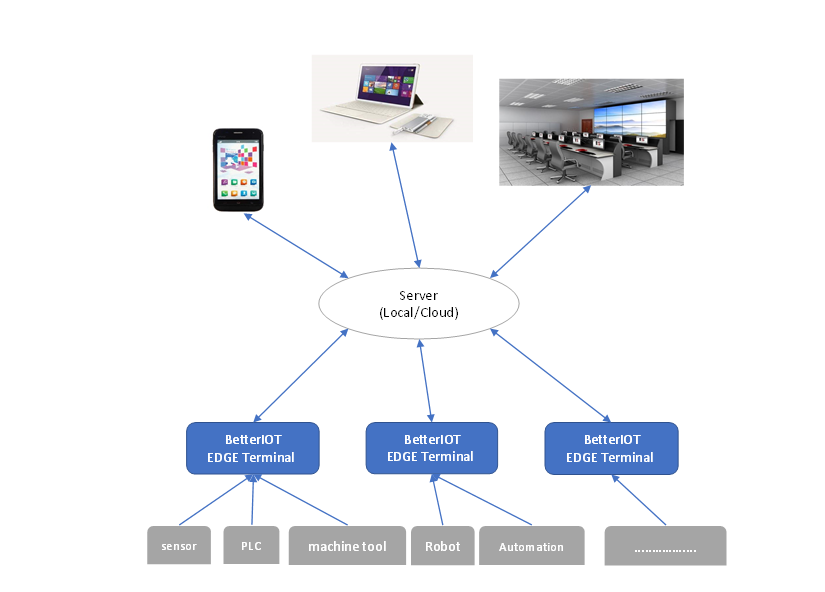 Server
(Local/Cloud)
BetterIOT
EDGE Terminal
BetterIOT
EDGE Terminal
BetterIOT
EDGE Terminal
sensor
PLC
machine tool
Robot
Automation
..................